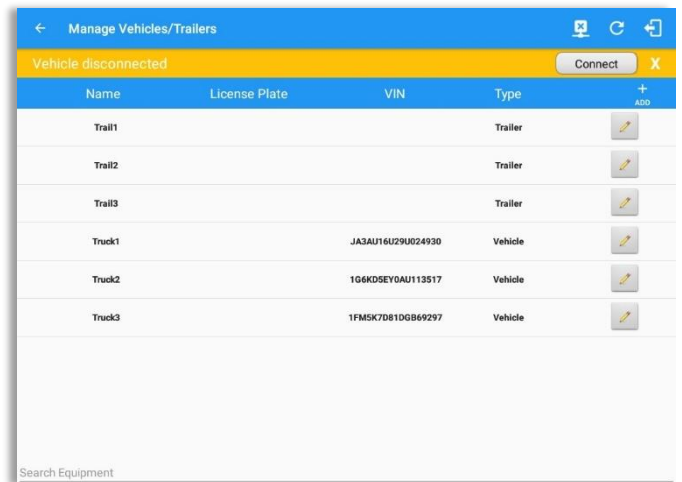 Manage Vehicles/Trailers
Vehicle disconnected Connect X
Name License Plate VIN Type + ADD
Trail1 Trailer
Trail2 Trailer
Trail3 Trailer
Truck1 JA3AU16U29U024930 Vehicle
Truck2 1G6KD5EY0AU113517 Vehicle
Truck3 1FM5K7D81DGB69297 Vehicle
Search Equipment